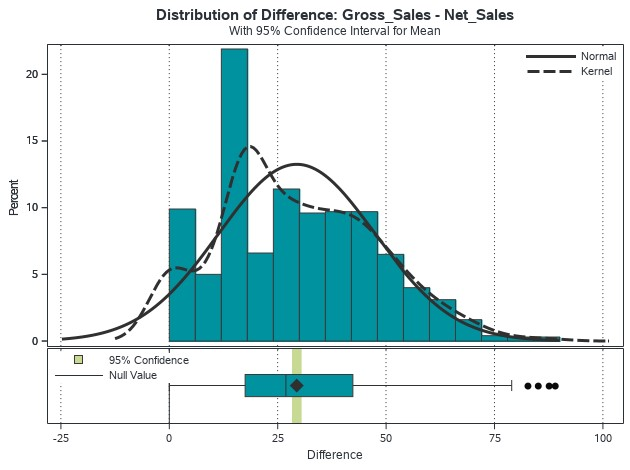 Distribution of Difference: Gross_Sales - Net_Sales
With 95% Confidence Interval for Mean
Normal
Kernel
Percent
20
15
10
5
0
95% Confidence
Null Value
-25 0 25 50 75 100
Difference